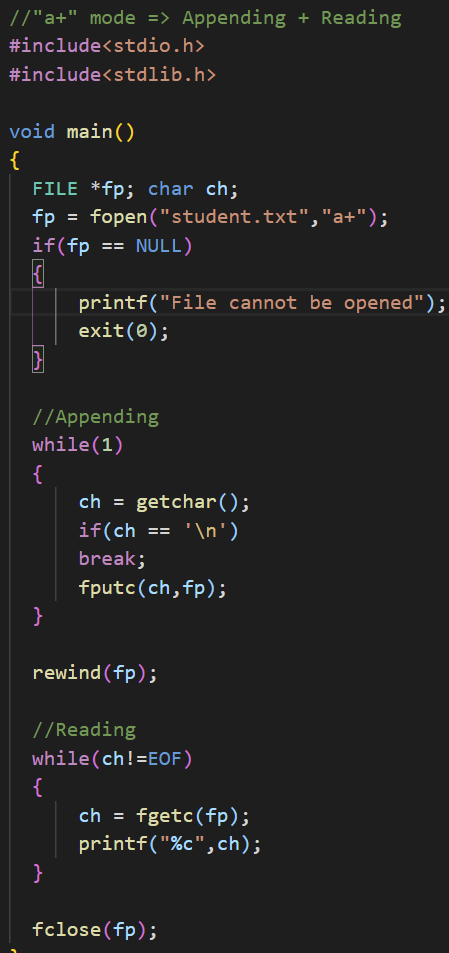 //"a+" mode => Appending + Reading
#include<stdio.h>
#include<stdlib.h>

void main()
{
  FILE *fp; char ch;
  fp = fopen("student.txt","a+");
  if(fp == NULL)
  {
      printf("File cannot be opened");
      exit(0);
  }

  //Appending
  while(1)
  {
      ch = getchar();
      if(ch == '\n')
      break;
      fputc(ch,fp);
  }

  rewind(fp);

  //Reading
  while(ch!=EOF)
  {
      ch = fgetc(fp);
      printf("%c",ch);
  }

  fclose(fp);
}